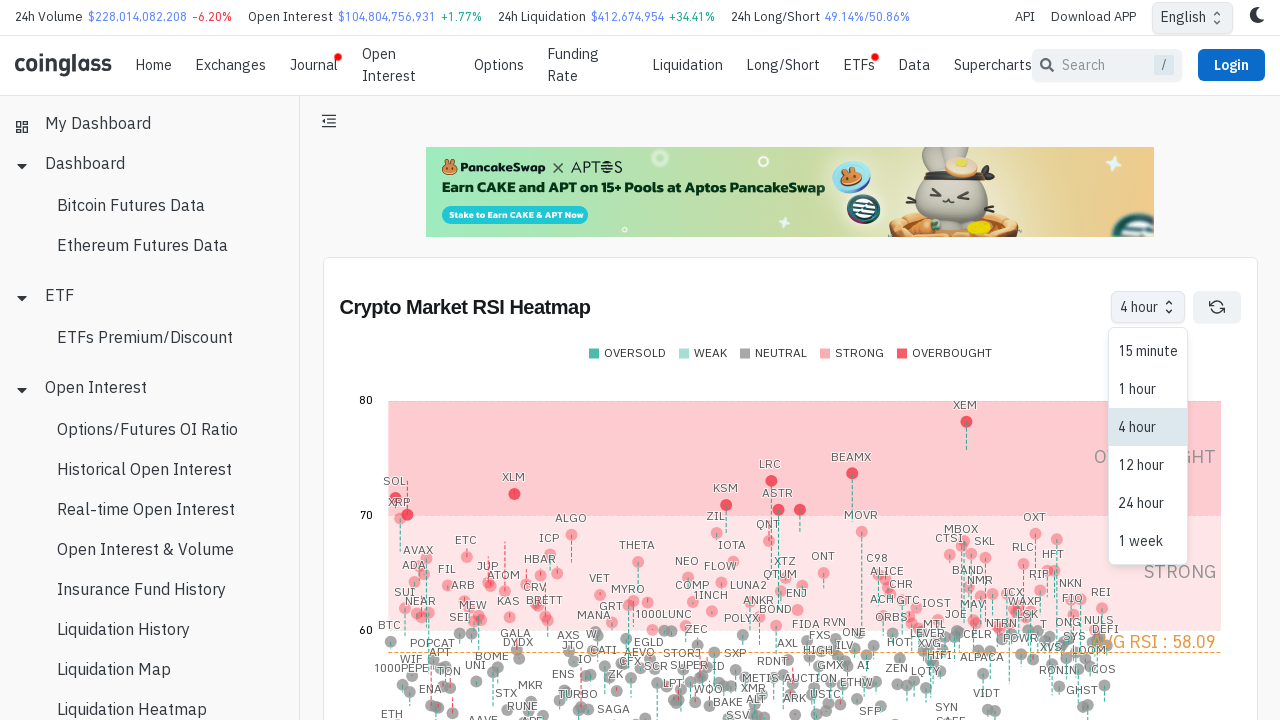 24h Volume $228,014,082,208 -6.20% Open Interest $104,804,756,931 +1.77% 24h Liquidation $412,674,954 +34.41% 24h Long/Short 49.14%/50.86% API Download APP English
coinglass Home Exchanges Journal Open Interest Options Funding Rate Liquidation Long/Short ETFs Data Supercharts Search / Login
My Dashboard
Dashboard
Bitcoin Futures Data
Ethereum Futures Data
ETF
ETFs Premium/Discount
Open Interest
Options/Futures OI Ratio
Historical Open Interest
Real-time Open Interest
Open Interest & Volume
Insurance Fund History
Liquidation History
Liquidation Map
Liquidation Heatmap
PancakeSwap X APTOS
Earn CAKE and APT on 15+ Pools at Aptos PancakeSwap
Stake to Earn CAKE & APT Now
Crypto Market RSI Heatmap
4 hour
15 minute
1 hour
4 hour
12 hour
24 hour
1 week
OVERSOLD WEAK NEUTRAL STRONG OVERBOUGHT
80
XEM
SOL XLM LRC BEAMX
XRP KSM ASTR
70
ALGO ZIL QNT MOVR OXT
MBOX
ETC ICP CTSI SKL
AVAX HBAR THETA IOTA RLC HFT
ADA FIL JUP ATOM NEO FLOW XTZ ONT C98
VET QTUM ALICE BAND NMR RIF
SUI ARB CRV MYRO COMP 1INCH LUNA2 ENJ CHR NKN
NEAR MEW KAS BRETT GRT ANKR ACH GTC IOST MAV ICX WAXP FIO REI
SEI MANA 1000LUNC POLYX BOND ORBS JOE LSK
BTC FIDA RVN MTL NTRN ONG NULS
60
STRONG
AVG RSI : 58.09
GALA AXS ZEC FXS ONE LEVER CELR POWR SYS DEFI
POPCAT DYDX JTO CATI EGLD AXL ILV HOT XVG XVS
WIF APT BOME IO CFX AEVO STORJ SXP HIGH HIFI ALPACA LOOM
TON UNI SUPER RDNT GMX ZEN LQTY RONIN COS
ENA ENS ZK LPT METIS AUCTION ETHW
STX MKR TURBO XMR USTC VIDT GHST
RUNE BAKE ALT ARK
ETH SAGA SSV SFP SYN
AAVE